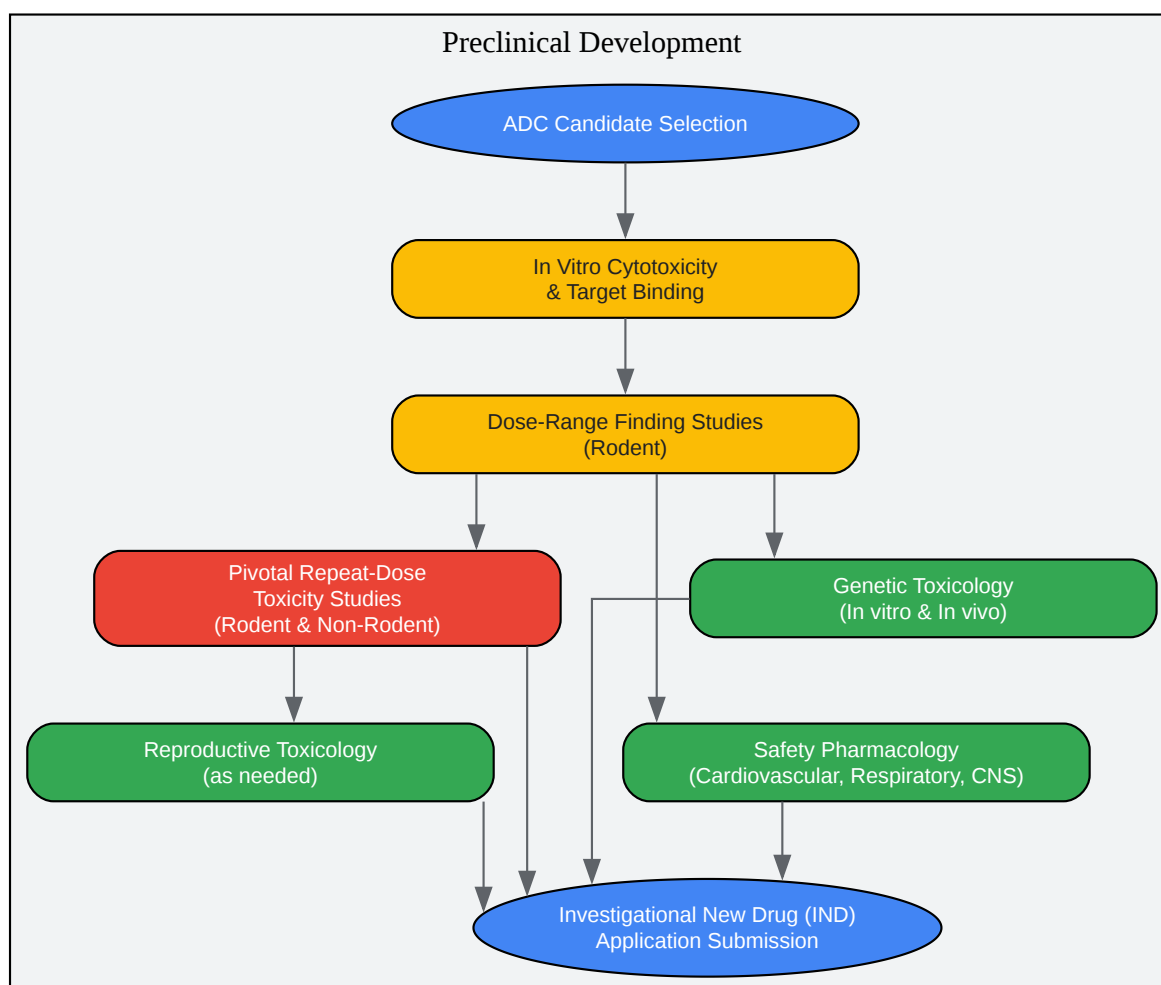 Preclinical Development
ADC Candidate Selection
In Vitro Cytotoxicity
& Target Binding
Dose-Range Finding Studies
(Rodent)
Pivotal Repeat-Dose
Toxicity Studies
(Rodent & Non-Rodent)
Genetic Toxicology
(In vitro & In vivo)
Reproductive Toxicology
(as needed)
Safety Pharmacology
(Cardiovascular, Respiratory, CNS)
Investigational New Drug (IND)
Application Submission